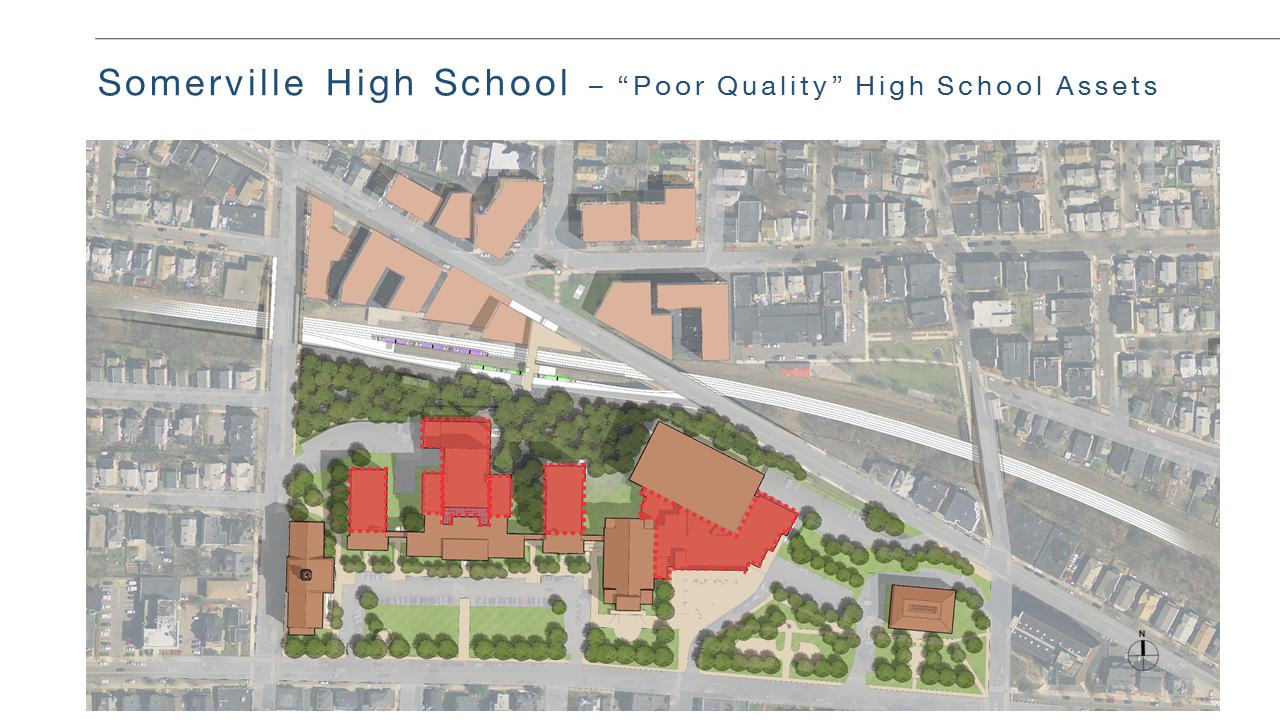 Somerville High School – “Poor Quality” High School Assets
N